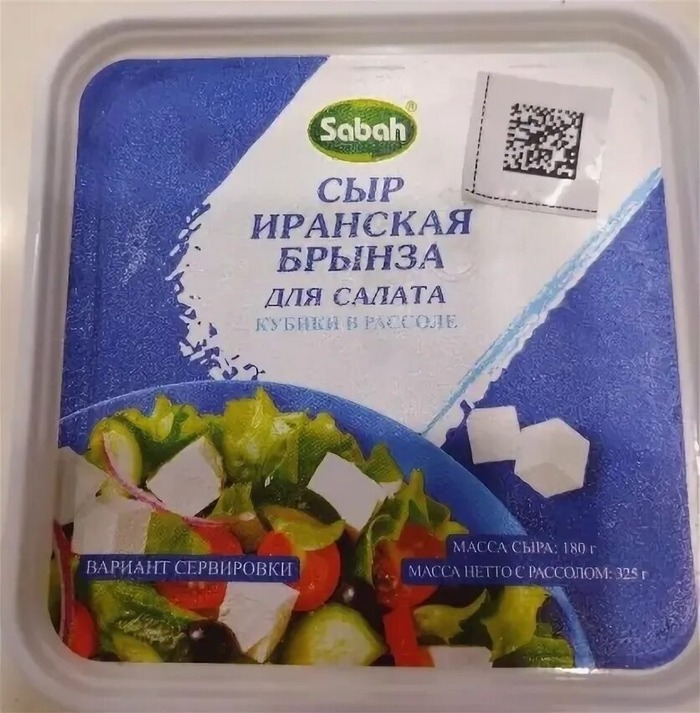 Sabah®
СЫР
ИРАНСКАЯ
БРЫНЗА
ДЛЯ САЛАТА
КУБИКИ В РАССОЛЕ
МАССА СЫРА: 180 г
ВАРИАНТ СЕРВИРОВКИ
МАССА НЕТТО С РАССОЛОМ: 325 г